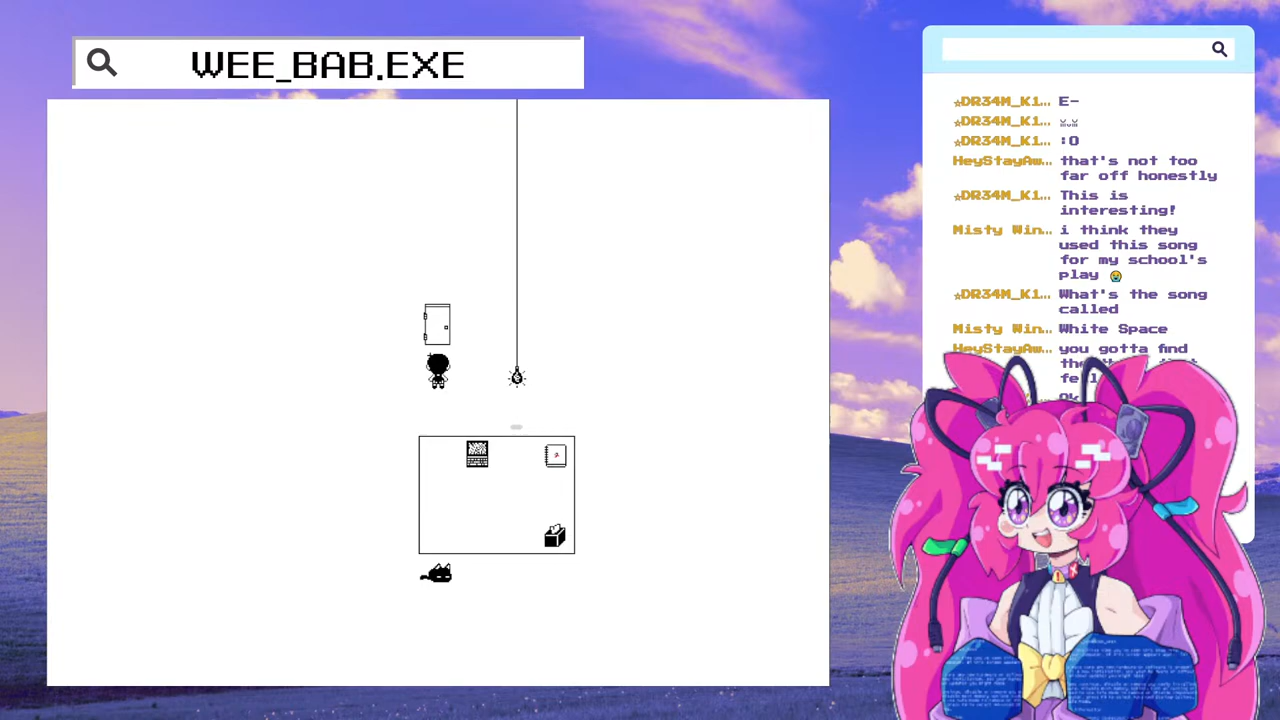 WEE_BAB.EXE
☆DR34M_K1... E-
☆DR34M_K1...
☆DR34M_K1... :O
HeyStayAw... that's not too
far off honestly
☆DR34M_K1... This is
interesting!
Misty Win... i think they
used this song
for my school's
play 😭
☆DR34M_K1... What's the song
called
Misty Win... White Space
HeyStayAw... you gotta find